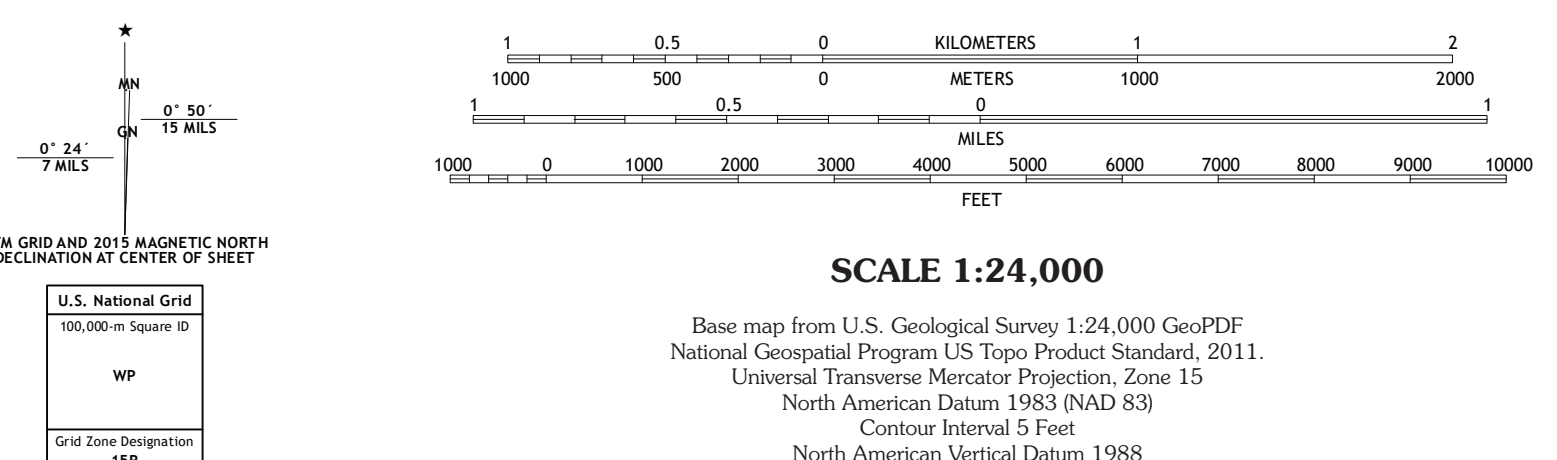 ★
MN
GN
0° 50´
15 MILS
0° 24´
7 MILS
GRID AND 2015 MAGNETIC NORTH
DECLINATION AT CENTER OF SHEET
U.S. National Grid
100,000-m Square ID
WP
Grid Zone Designation
1 0.5 0 KILOMETERS 1 2
1000 500 0 METERS 1000 2000
1 0.5 0 1
MILES
1000 0 1000 2000 3000 4000 5000 6000 7000 8000 9000 10000
FEET
SCALE 1:24,000
Base map from U.S. Geological Survey 1:24,000 GeoPDF
National Geospatial Program US Topo Product Standard, 2011.
Universal Transverse Mercator Projection, Zone 15
North American Datum 1983 (NAD 83)
Contour Interval 5 Feet
North American Vertical Datum 1988